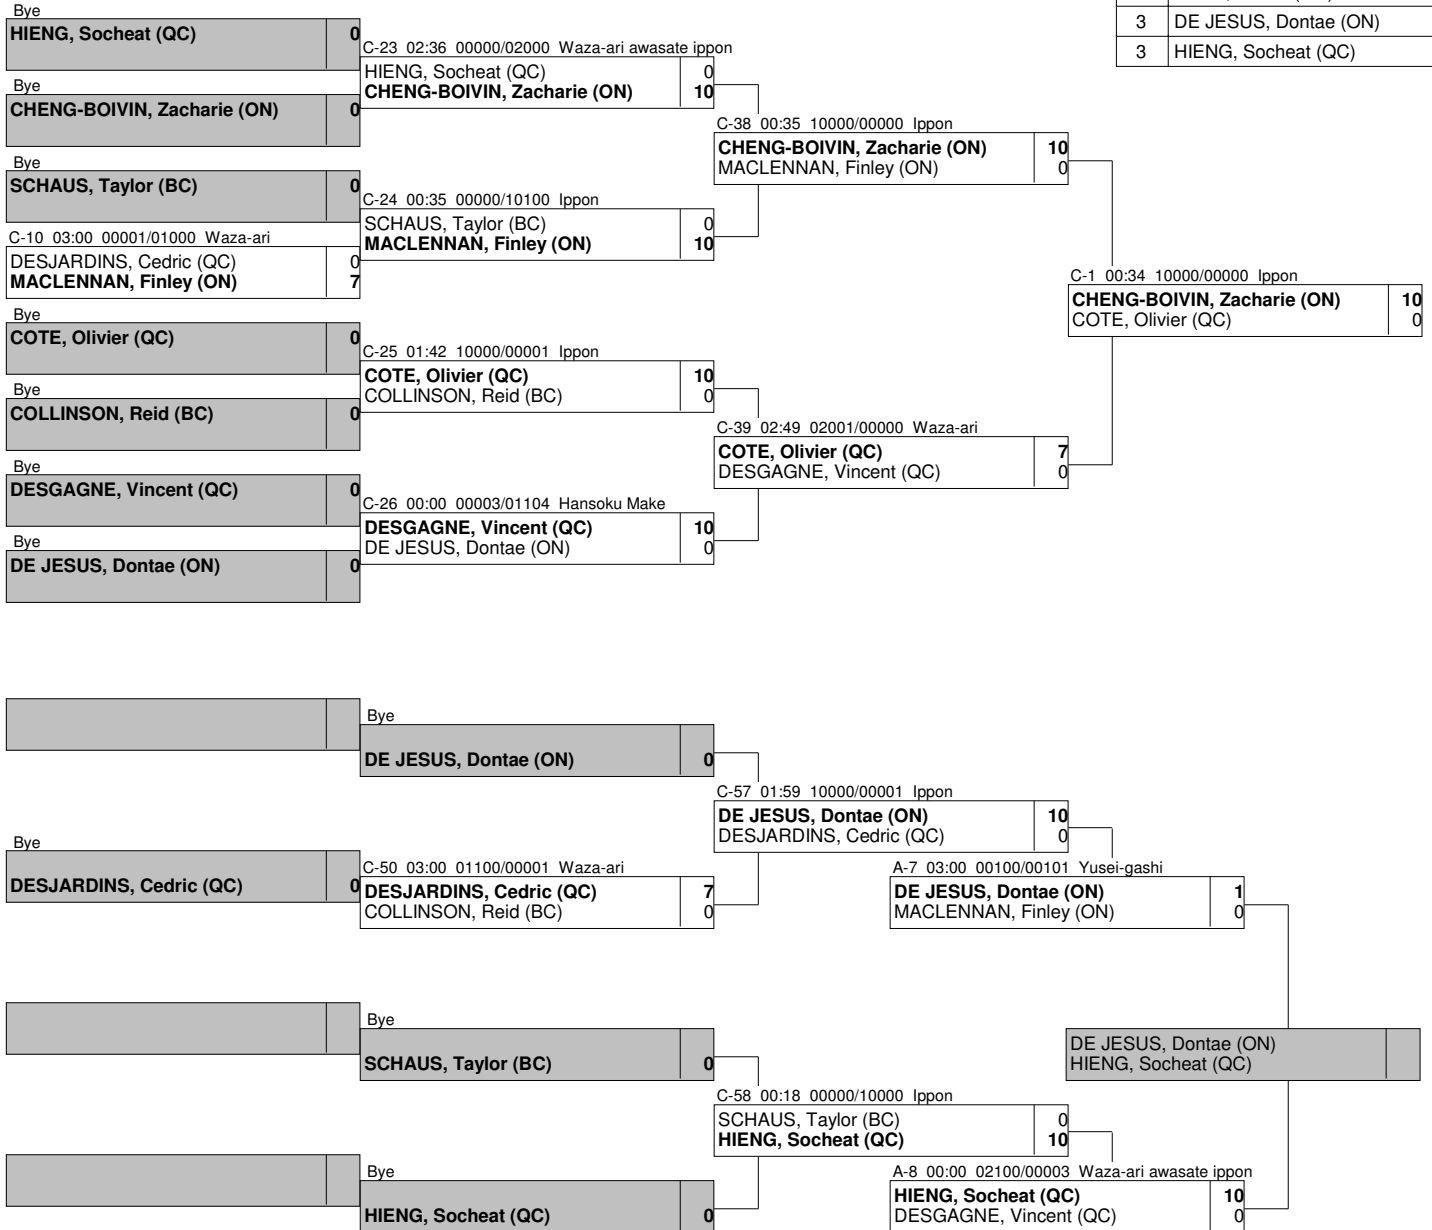 Bye
HIENG, Socheat (QC) 0
Bye
CHENG-BOIVIN, Zacharie (ON) 0
Bye
SCHAUS, Taylor (BC) 0
C-10 03:00 00001/01000 Waza-ari
DESJARDINS, Cedric (QC) 0
MACLENNAN, Finley (ON) 7
Bye
COTE, Olivier (QC) 0
Bye
COLLINSON, Reid (BC) 0
Bye
DESGAGNE, Vincent (QC) 0
Bye
DE JESUS, Dontae (ON) 0
C-23 02:36 00000/02000 Waza-ari awasate ippon
HIENG, Socheat (QC) 0
CHENG-BOIVIN, Zacharie (ON) 10
C-24 00:35 00000/10100 Ippon
SCHAUS, Taylor (BC) 0
MACLENNAN, Finley (ON) 10
C-25 01:42 10000/00001 Ippon
COTE, Olivier (QC) 10
COLLINSON, Reid (BC) 0
C-26 00:00 00003/01104 Hansoku Make
DESGAGNE, Vincent (QC) 10
DE JESUS, Dontae (ON) 0
C-38 00:35 10000/00000 Ippon
CHENG-BOIVIN, Zacharie (ON) 10
MACLENNAN, Finley (ON) 0
C-39 02:49 02001/00000 Waza-ari
COTE, Olivier (QC) 7
DESGAGNE, Vincent (QC) 0
C-1 00:34 10000/00000 Ippon
CHENG-BOIVIN, Zacharie (ON) 10
COTE, Olivier (QC) 0
3 DE JESUS, Dontae (ON)
3 HIENG, Socheat (QC)
Bye
DESJARDINS, Cedric (QC) 0
Bye
DE JESUS, Dontae (ON) 0
C-50 03:00 01100/00001 Waza-ari
DESJARDINS, Cedric (QC) 7
COLLINSON, Reid (BC) 0
C-57 01:59 10000/00001 Ippon
DE JESUS, Dontae (ON) 10
DESJARDINS, Cedric (QC) 0
A-7 03:00 00100/00101 Yusei-gashi
DE JESUS, Dontae (ON) 1
MACLENNAN, Finley (ON) 0
Bye
SCHAUS, Taylor (BC) 0
Bye
HIENG, Socheat (QC) 0
C-58 00:18 00000/10000 Ippon
SCHAUS, Taylor (BC) 0
HIENG, Socheat (QC) 10
A-8 00:00 02100/00003 Waza-ari awasate ippon
HIENG, Socheat (QC) 10
DESGAGNE, Vincent (QC) 0
DE JESUS, Dontae (ON)
HIENG, Socheat (QC)